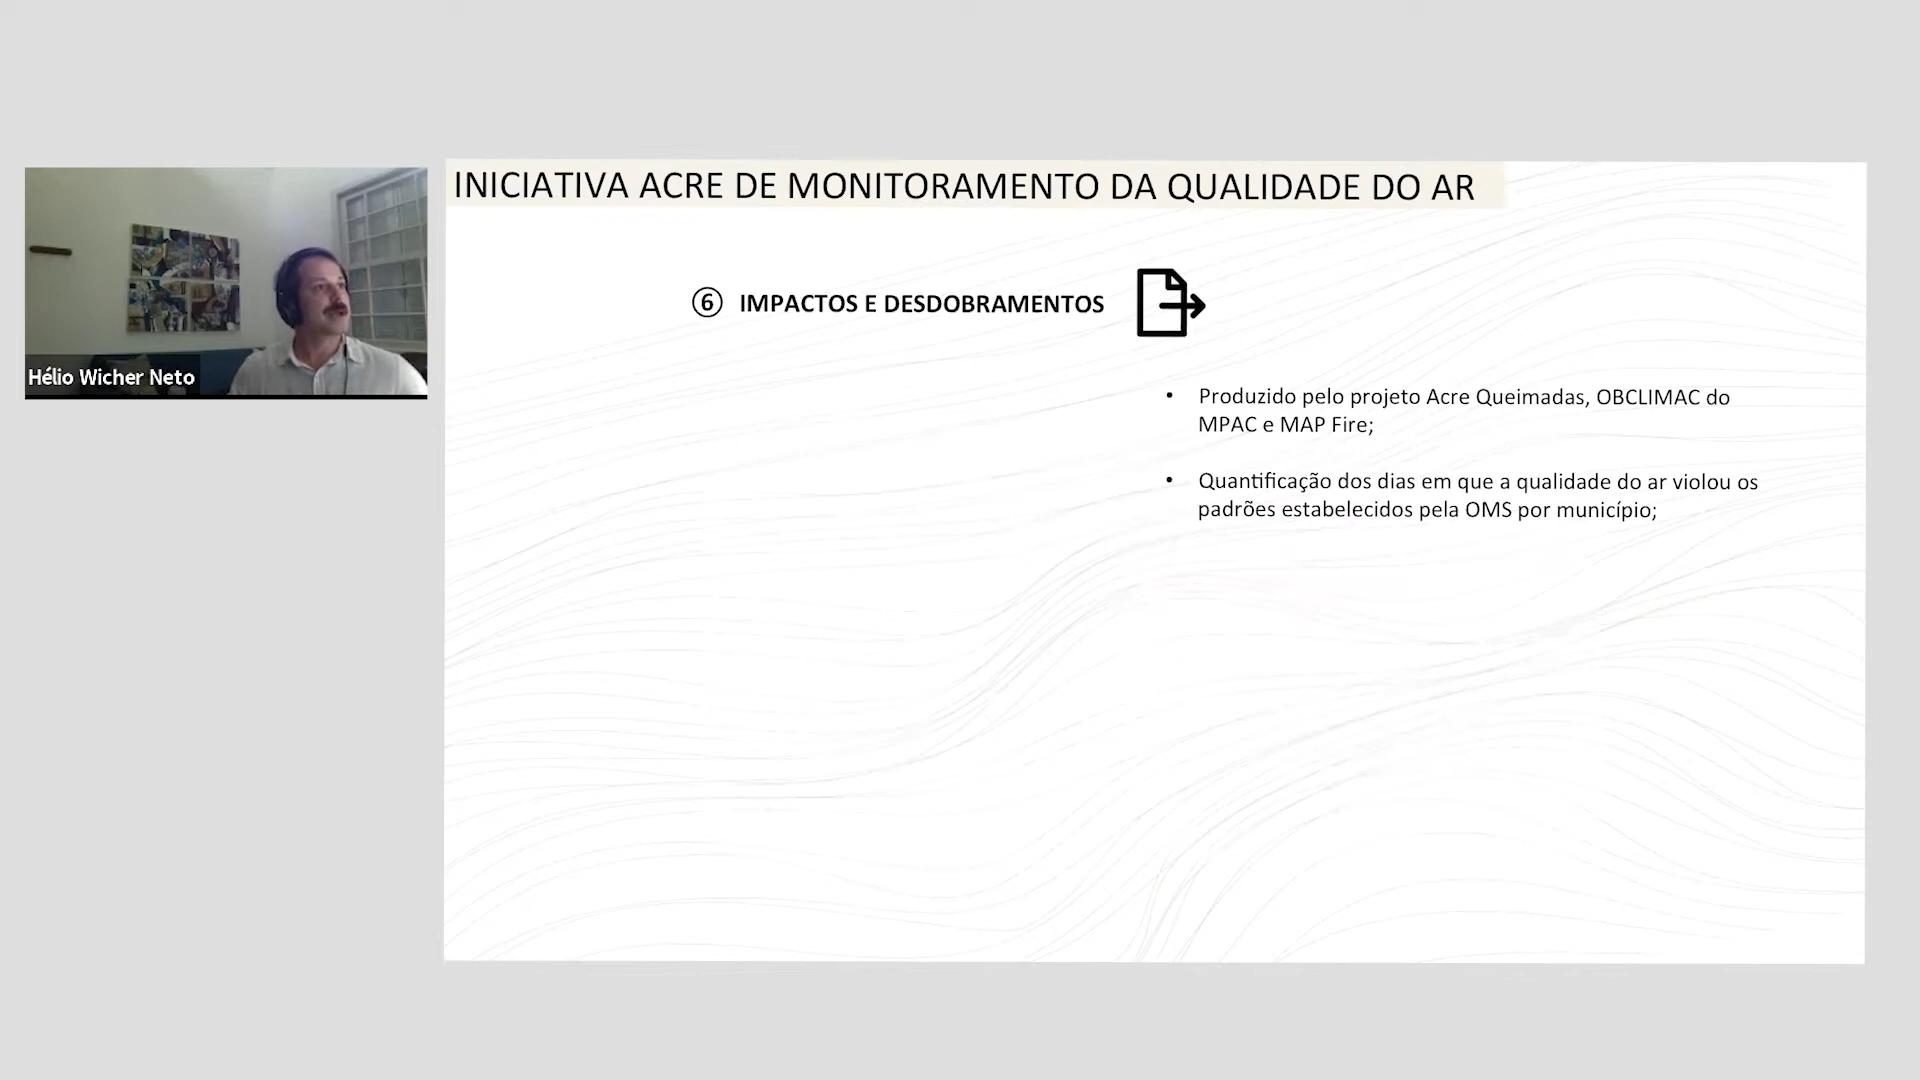 INICIATIVA ACRE DE MONITORAMENTO DA QUALIDADE DO AR
⑥ IMPACTOS E DESDOBRAMENTOS
• Produzido pelo projeto Acre Queimadas, OBCLIMAC do
MPAC e MAP Fire;
• Quantificação dos dias em que a qualidade do ar violou os
padrões estabelecidos pela OMS por município;
Hélio Wicher Neto